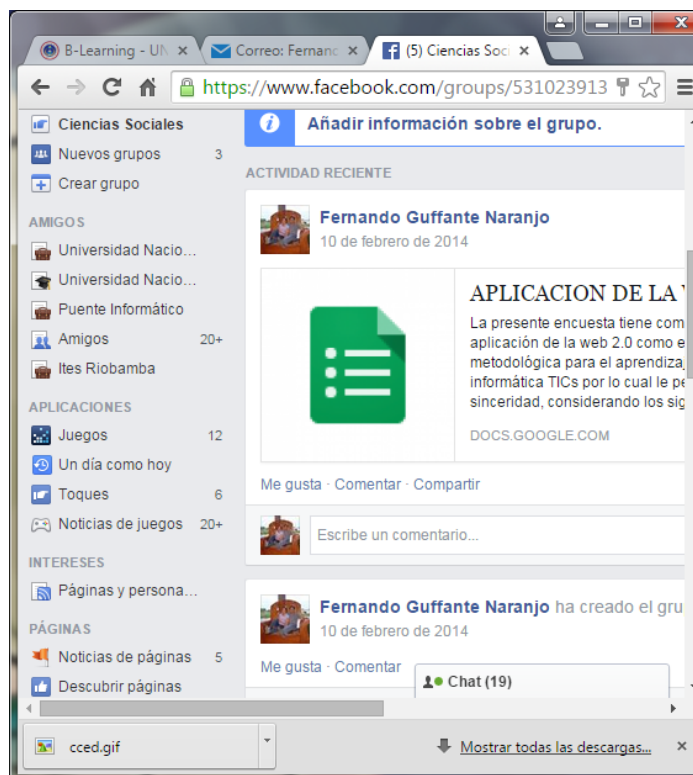 B-Learning - UN
Correo: Fernand
(5) Ciencias Soci
https://www.facebook.com/groups/531023913
Ciencias Sociales
Nuevos grupos 3
Crear grupo
AMIGOS
Universidad Nacio...
Universidad Nacio...
Puente Informático
Amigos 20+
Ites Riobamba
APLICACIONES
Juegos 12
Un día como hoy
Toques 6
Noticias de juegos 20+
INTERESES
Páginas y persona...
PÁGINAS
Noticias de páginas 5
Descubrir páginas
Añadir información sobre el grupo.
ACTIVIDAD RECIENTE
Fernando Guffante Naranjo
10 de febrero de 2014
APLICACION DE LA
La presente encuesta tiene com
aplicación de la web 2.0 como e
metodológica para el aprendiza
informática TICs por lo cual le pe
sinceridad, considerando los sig
DOCS.GOOGLE.COM
Me gusta · Comentar · Compartir
Escribe un comentario...
Fernando Guffante Naranjo ha creado el gru
10 de febrero de 2014
Me gusta · Comentar
Chat (19)
cced.gif
Mostrar todas las descargas...